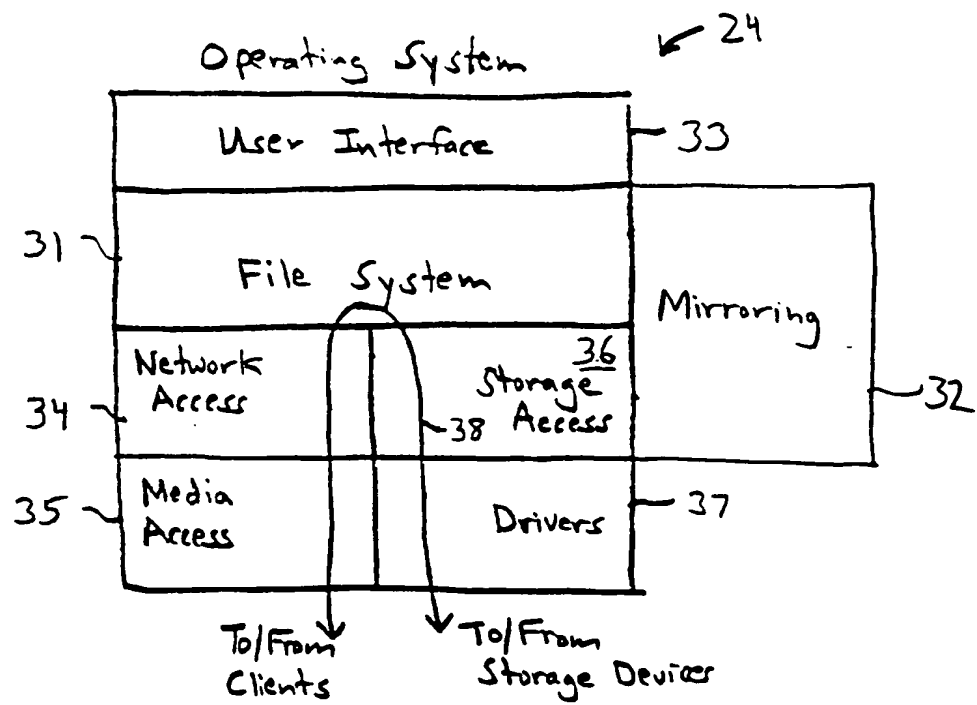 24
Operating System
User Interface
33
31
File System
Mirroring
Network
Access
34
36
Storage
Access
38
32
35
Media
Access
Drivers
37
To/From
Clients
To/From
Storage Devices